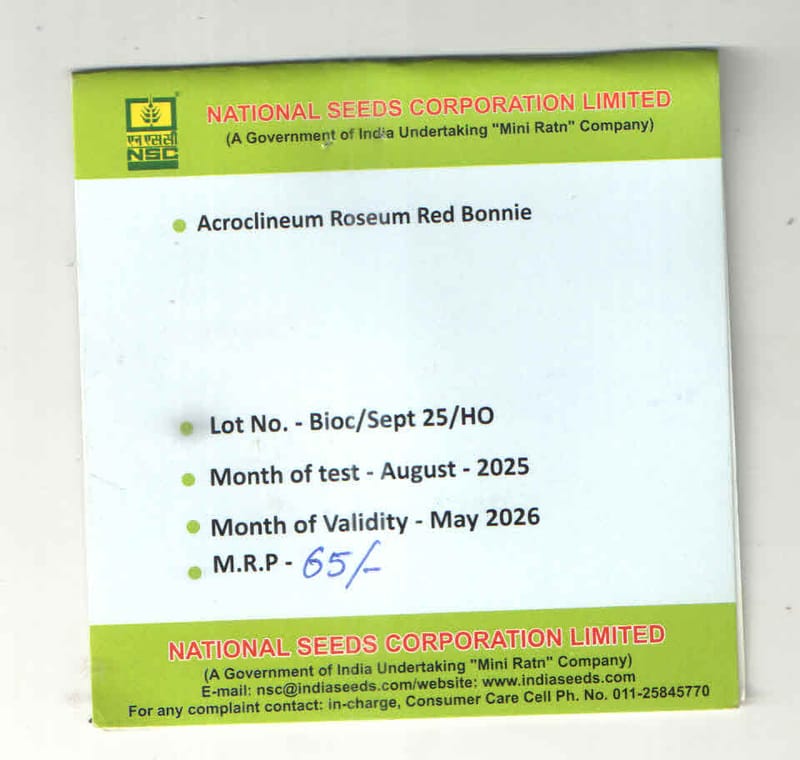 एन एस सी
NSC
NATIONAL SEEDS CORPORATION LIMITED
(A Government of India Undertaking "Mini Ratn" Company)
Acroclineum Roseum Red Bonnie
Lot No. - Bioc/Sept 25/HO
Month of test - August - 2025
Month of Validity - May 2026
M.R.P - 65/-
NATIONAL SEEDS CORPORATION LIMITED
(A Government of India Undertaking "Mini Ratn" Company)
E-mail: nsc@indiaseeds.com/website: www.indiaseeds.com
For any complaint contact: in-charge, Consumer Care Cell Ph. No. 011-25845770